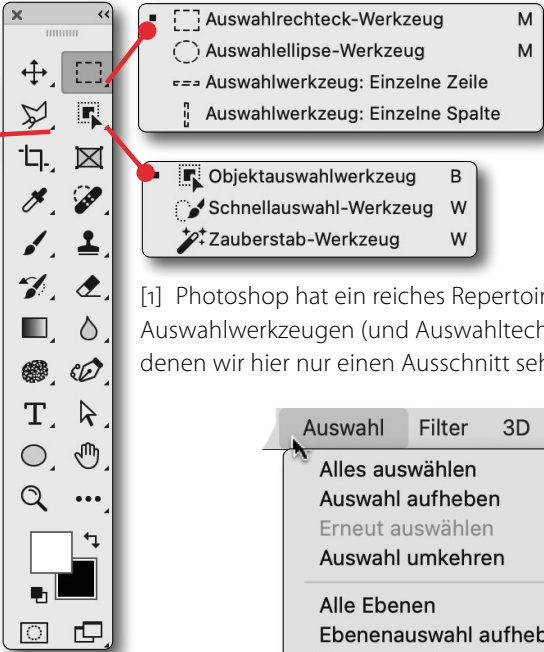 Auswahlrechteck-Werkzeug M
Auswahlellipse-Werkzeug M
Auswahlwerkzeug: Einzelne Zeile
Auswahlwerkzeug: Einzelne Spalte
Objektauswahlwerkzeug B
Schnellauswahl-Werkzeug W
Zauberstab-Werkzeug W
[1] Photoshop hat ein reiches Repertoir
Auswahlwerkzeugen (und Auswahltech
denen wir hier nur einen Ausschnitt seh
Auswahl Filter 3D
Alles auswählen
Auswahl aufheben
Erneut auswählen
Auswahl umkehren
Alle Ebenen
Ebenenauswahl aufheb